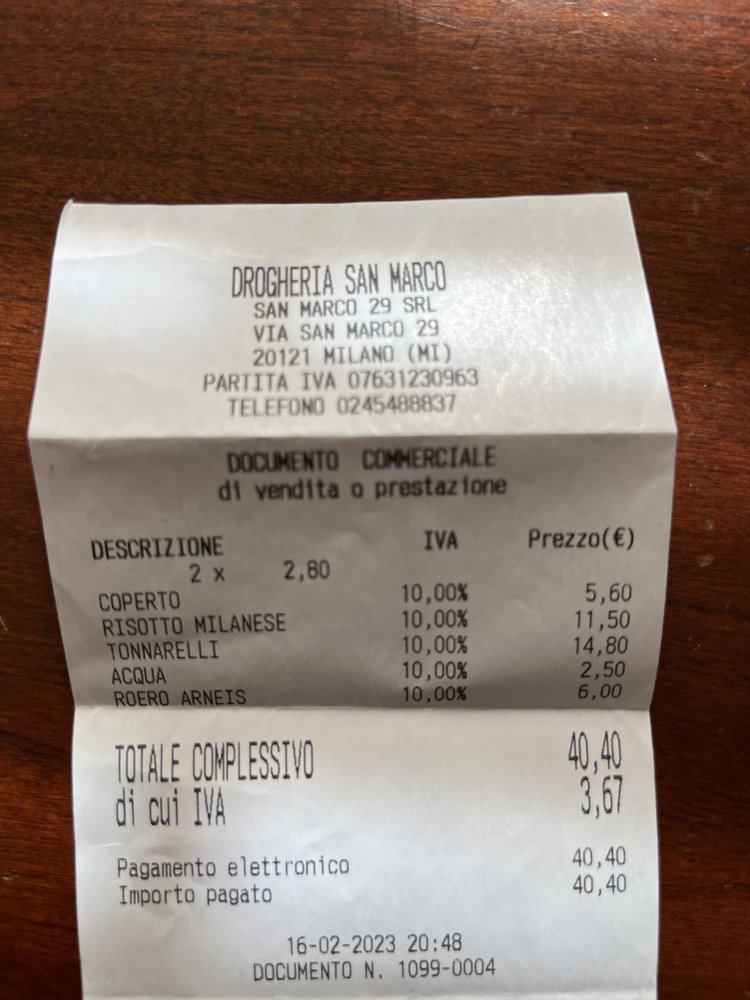 DROGHERIA SAN MARCO
SAN MARCO 29 SRL
VIA SAN MARCO 29
20121 MILANO (MI)
PARTITA IVA 07631230963
TELEFONO 0245488837
DOCUMENTO COMMERCIALE
di vendita o prestazione
DESCRIZIONE IVA Prezzo(€)
2 x 2,80
COPERTO 10,00% 5,60
RISOTTO MILANESE 10,00% 11,50
TONNARELLI 10,00% 14,80
ACQUA 10,00% 2,50
ROERO ARNEIS 10,00% 6,00
TOTALE COMPLESSIVO 40,40
di cui IVA 3,67
Pagamento elettronico 40,40
Importo pagato 40,40
16-02-2023 20:48
DOCUMENTO N. 1099-0004